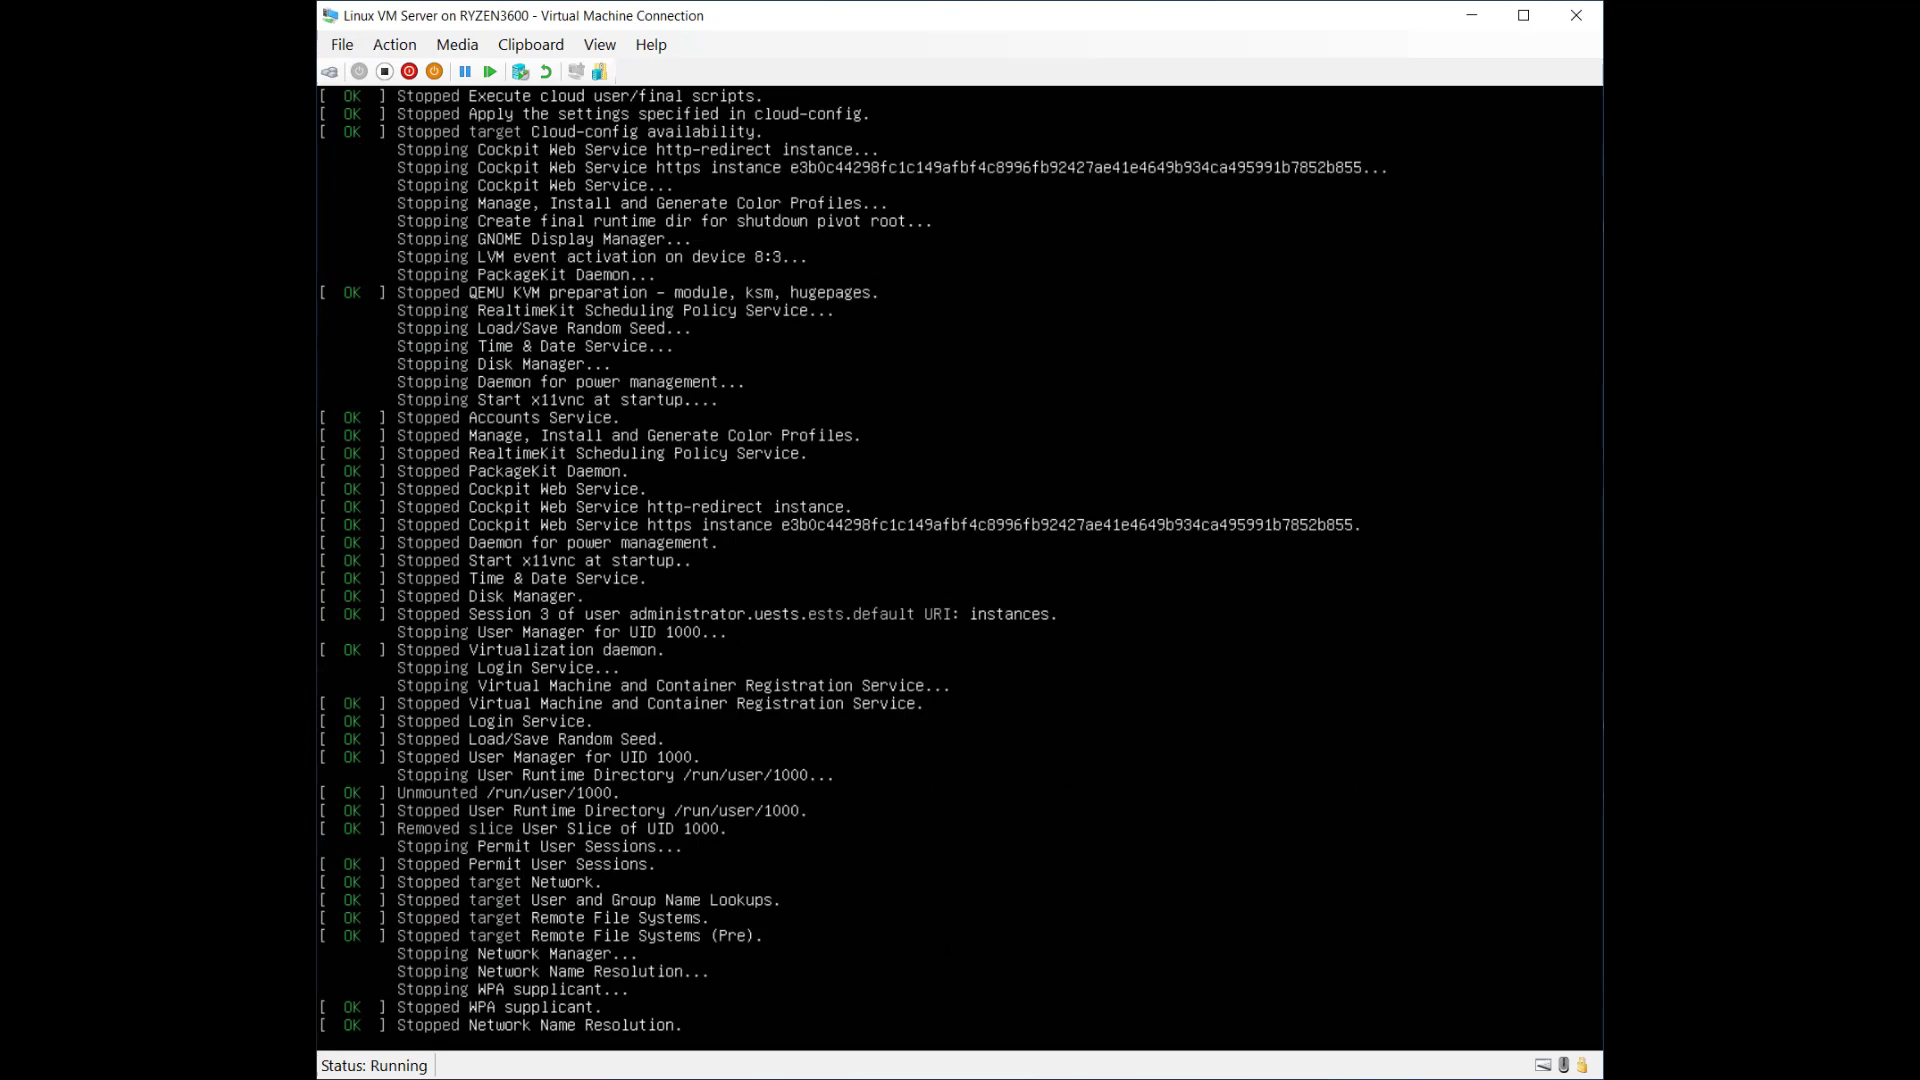 Linux VM Server on RYZEN3600 - Virtual Machine Connection
File Action Media Clipboard View Help
[ OK ] Stopped Execute cloud user/final scripts.
[ OK ] Stopped Apply the settings specified in cloud-config.
[ OK ] Stopped target Cloud-config availability.
Stopping Cockpit Web Service http-redirect instance...
Stopping Cockpit Web Service https instance e3b0c44298fc1c149afbf4c8996fb92427ae41e4649b934ca495991b7852b855...
Stopping Cockpit Web Service...
Stopping Manage, Install and Generate Color Profiles...
Stopping Create final runtime dir for shutdown pivot root...
Stopping GNOME Display Manager...
Stopping LVM event activation on device 8:3...
Stopping PackageKit Daemon...
[ OK ] Stopped QEMU KVM preparation - module, ksm, hugepages.
Stopping RealtimeKit Scheduling Policy Service...
Stopping Load/Save Random Seed...
Stopping Time & Date Service...
Stopping Disk Manager...
Stopping Daemon for power management...
Stopping Start x11vnc at startup....
[ OK ] Stopped Accounts Service.
[ OK ] Stopped Manage, Install and Generate Color Profiles.
[ OK ] Stopped RealtimeKit Scheduling Policy Service.
[ OK ] Stopped PackageKit Daemon.
[ OK ] Stopped Cockpit Web Service.
[ OK ] Stopped Cockpit Web Service http-redirect instance.
[ OK ] Stopped Cockpit Web Service https instance e3b0c44298fc1c149afbf4c8996fb92427ae41e4649b934ca495991b7852b855.
[ OK ] Stopped Daemon for power management.
[ OK ] Stopped Start x11vnc at startup..
[ OK ] Stopped Time & Date Service.
[ OK ] Stopped Disk Manager.
[ OK ] Stopped Session 3 of user administrator.uests.ests.default URI: instances.
Stopping User Manager for UID 1000...
[ OK ] Stopped Virtualization daemon.
Stopping Login Service...
Stopping Virtual Machine and Container Registration Service...
[ OK ] Stopped Virtual Machine and Container Registration Service.
[ OK ] Stopped Login Service.
[ OK ] Stopped Load/Save Random Seed.
[ OK ] Stopped User Manager for UID 1000.
Stopping User Runtime Directory /run/user/1000...
[ OK ] Unmounted /run/user/1000.
[ OK ] Stopped User Runtime Directory /run/user/1000.
[ OK ] Removed slice User Slice of UID 1000.
Stopping Permit User Sessions...
[ OK ] Stopped Permit User Sessions.
[ OK ] Stopped target Network.
[ OK ] Stopped target User and Group Name Lookups.
[ OK ] Stopped target Remote File Systems.
[ OK ] Stopped target Remote File Systems (Pre).
Stopping Network Manager...
Stopping Network Name Resolution...
Stopping WPA supplicant...
[ OK ] Stopped WPA supplicant.
[ OK ] Stopped Network Name Resolution.
Status: Running